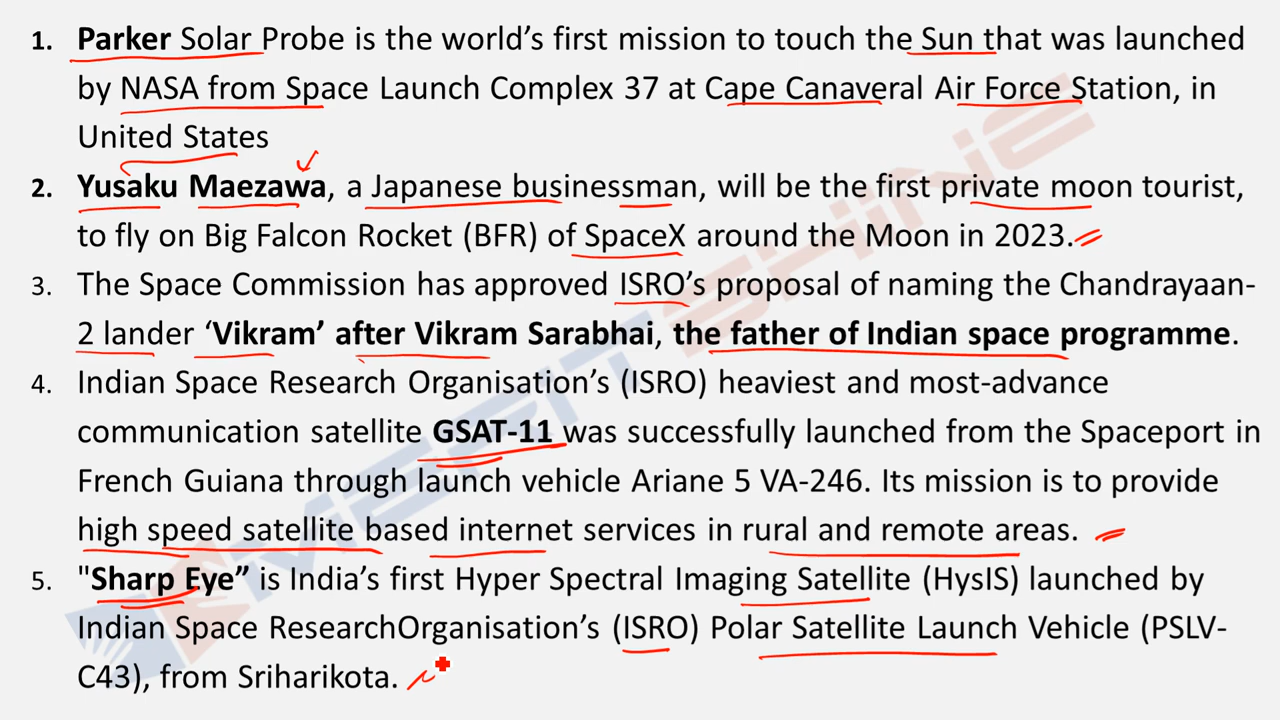 1. Parker Solar Probe is the world's first mission to touch the Sun that was launched
by NASA from Space Launch Complex 37 at Cape Canaveral Air Force Station, in
United States
2. Yusaku Maezawa, a Japanese businessman, will be the first private moon tourist,
to fly on Big Falcon Rocket (BFR) of SpaceX around the Moon in 2023.
3. The Space Commission has approved ISRO's proposal of naming the Chandrayaan-
2 lander ‘Vikram’ after Vikram Sarabhai, the father of Indian space programme.
4. Indian Space Research Organisation's (ISRO) heaviest and most-advance
communication satellite GSAT-11 was successfully launched from the Spaceport in
French Guiana through launch vehicle Ariane 5 VA-246. Its mission is to provide
high speed satellite based internet services in rural and remote areas.
5. "Sharp Eye” is India's first Hyper Spectral Imaging Satellite (HysIS) launched by
Indian Space ResearchOrganisation's (ISRO) Polar Satellite Launch Vehicle (PSLV-
C43), from Sriharikota.